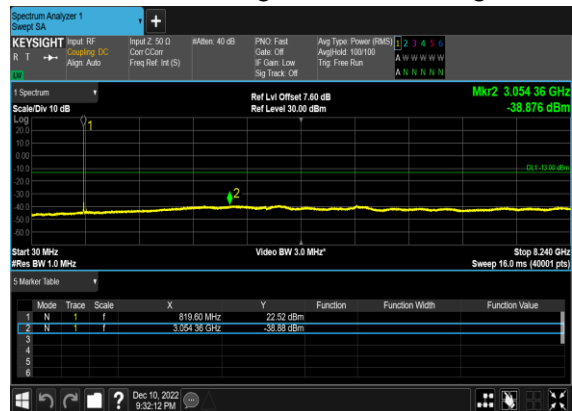 Spectrum Analyzer 1
Swept SA
+
KEYSIGHT Input: RF Input Z: 50 Ω #Atten: 40 dB PNO: Fast Avg Type: Power (RMS) 1 2 3 4 5 6
R T Coupling: DC Corr CCorr Gate: Off Avg|Hold: 100/100 A W W W W W
Align: Auto Freq Ref: Int (S) IF Gain: Low Trig: Free Run
LXI Sig Track: Off A N N N N N
1 Spectrum Ref Lvl Offset 7.60 dB Mkr2 3.054 36 GHz
Scale/Div 10 dB Ref Level 30.00 dBm -38.876 dBm
Log
20.0
10.0
0.00
-10.0
-20.0
-30.0
-40.0
-50.0
-60.0
1
DL1 -13.00 dBm
2
Start 30 MHz Video BW 3.0 MHz* Stop 8.240 GHz
#Res BW 1.0 MHz Sweep 16.0 ms (40001 pts)
5 Marker Table
Mode Trace Scale X Y Function Function Width Function Value
1 N 1 f 819.60 MHz 22.52 dBm
2 N 1 f 3.054 36 GHz -38.88 dBm
3
4
5
6
? Dec 10, 2022
9:32:12 PM